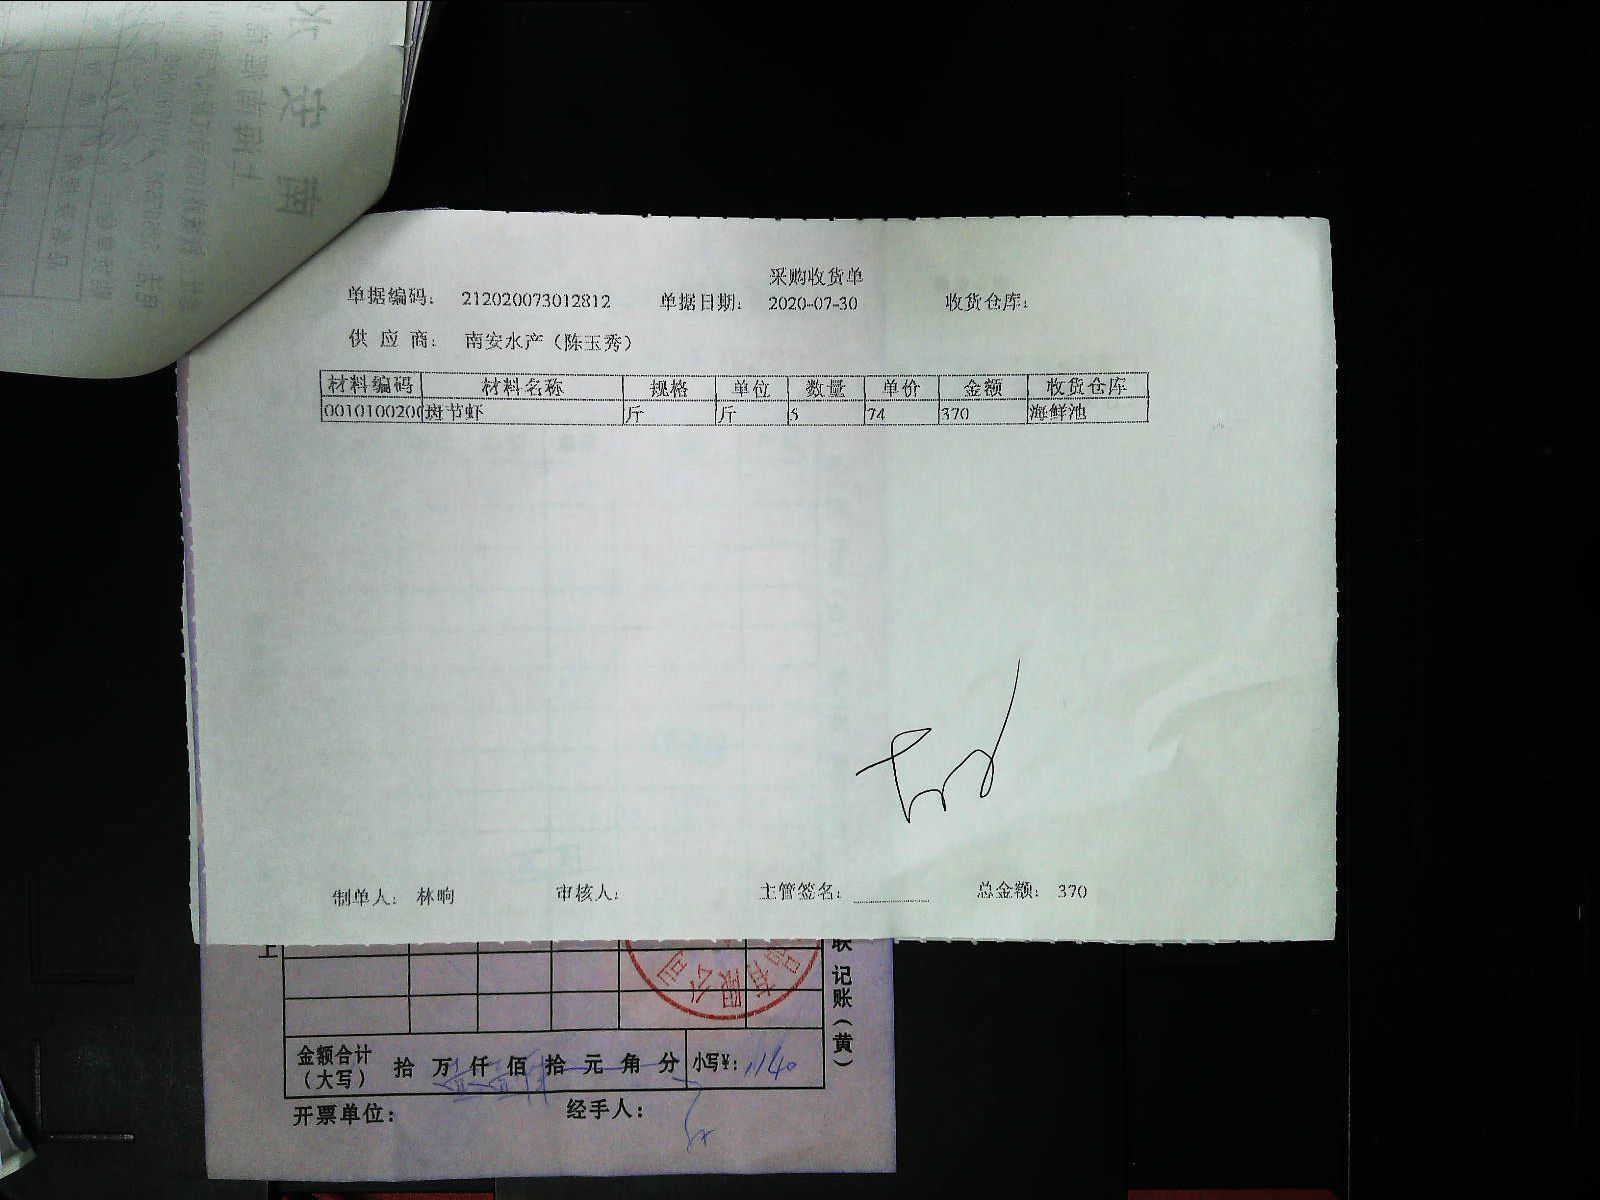 采购收货单
单据编码： 212020073012812 单据日期： 2020-07-30 收货仓库：
供 应 商： 南安水产（陈玉秀）
材料编码 材料名称 规格 单位 数量 单价 金额 收货仓库
0010100200 斑节虾 斤 斤 5 74 370 海鲜池
制单人： 林晌 审核人： 主管签名： 总金额： 370
联 记账（黄）
上
金额合计（大写） 拾 万 仟 佰 拾 元 角 分 小写￥： 1140
开票单位： 经手人：